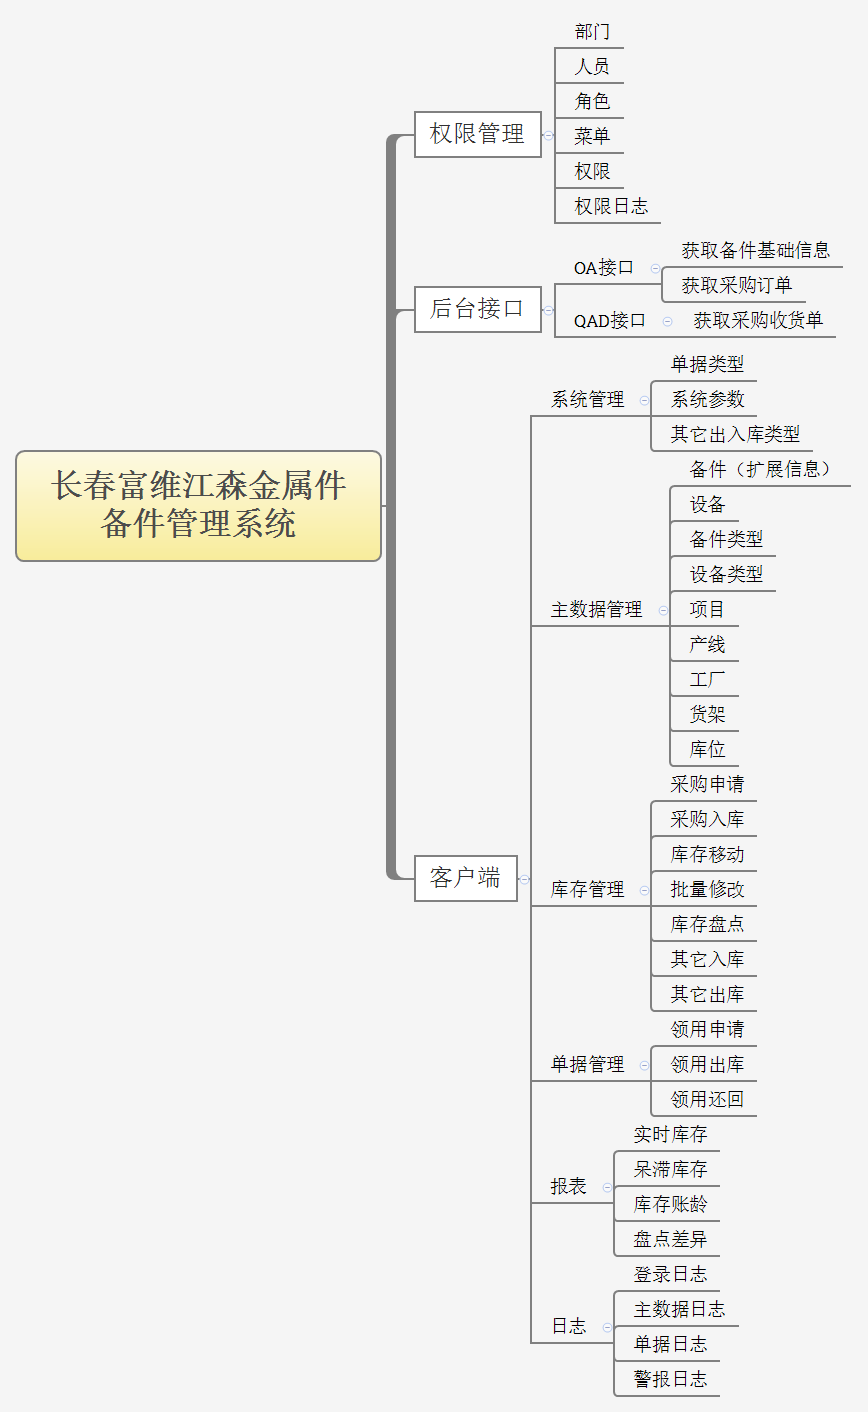 长春富维江森金属件
备件管理系统
权限管理
部门
人员
角色
菜单
权限
权限日志
后台接口
OA接口
获取备件基础信息
获取采购订单
QAD接口
获取采购收货单
客户端
系统管理
单据类型
系统参数
其它出入库类型
主数据管理
备件（扩展信息）
设备
备件类型
设备类型
项目
产线
工厂
货架
库位
库存管理
采购申请
采购入库
库存移动
批量修改
库存盘点
其它入库
其它出库
单据管理
领用申请
领用出库
领用还回
报表
实时库存
呆滞库存
库存账龄
盘点差异
日志
登录日志
主数据日志
单据日志
警报日志